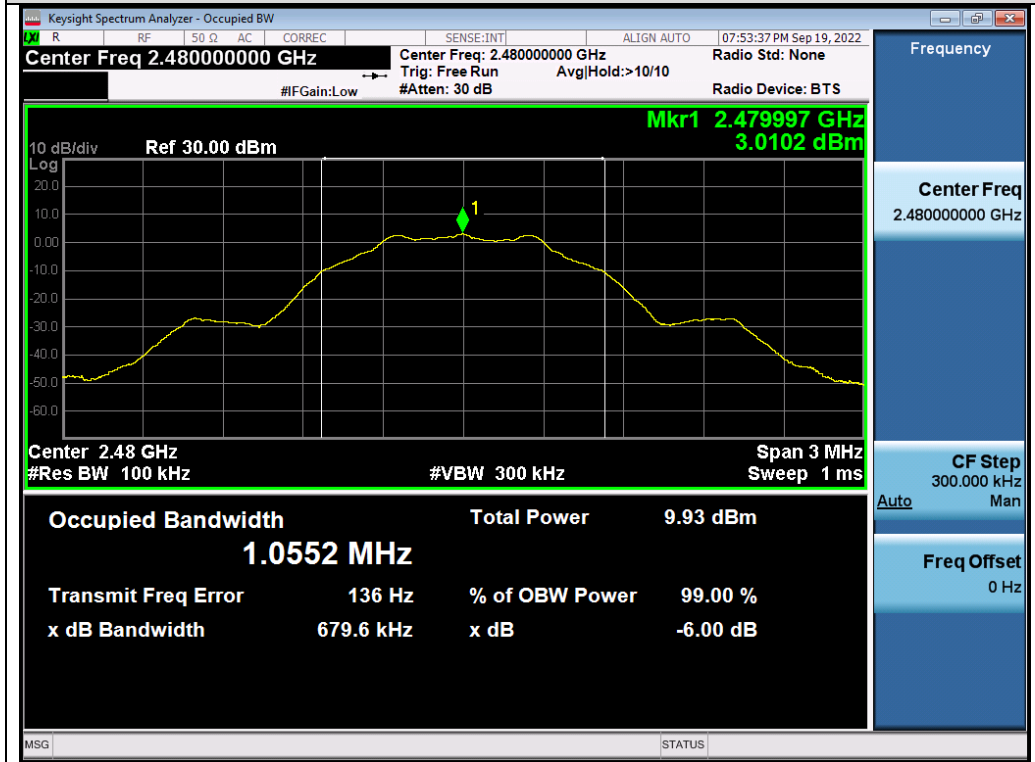 Keysight Spectrum Analyzer - Occupied BW
LXI R RF 50 Ω AC CORREC SENSE:INT ALIGN AUTO 07:53:37 PM Sep 19, 2022
Center Freq 2.480000000 GHz
#IFGain:Low
Center Freq: 2.480000000 GHz
Trig: Free Run Avg|Hold:>10/10
#Atten: 30 dB
Radio Std: None
Radio Device: BTS
Mkr1 2.479997 GHz
3.0102 dBm
10 dB/div Ref 30.00 dBm
Log
20.0
10.0
0.00
-10.0
-20.0
-30.0
-40.0
-50.0
-60.0
1
Center 2.48 GHz Span 3 MHz
#Res BW 100 kHz #VBW 300 kHz Sweep 1 ms
Occupied Bandwidth Total Power 9.93 dBm
1.0552 MHz
Transmit Freq Error 136 Hz % of OBW Power 99.00 %
x dB Bandwidth 679.6 kHz x dB -6.00 dB
Frequency
Center Freq
2.480000000 GHz
CF Step
300.000 kHz
Auto Man
Freq Offset
0 Hz
MSG STATUS